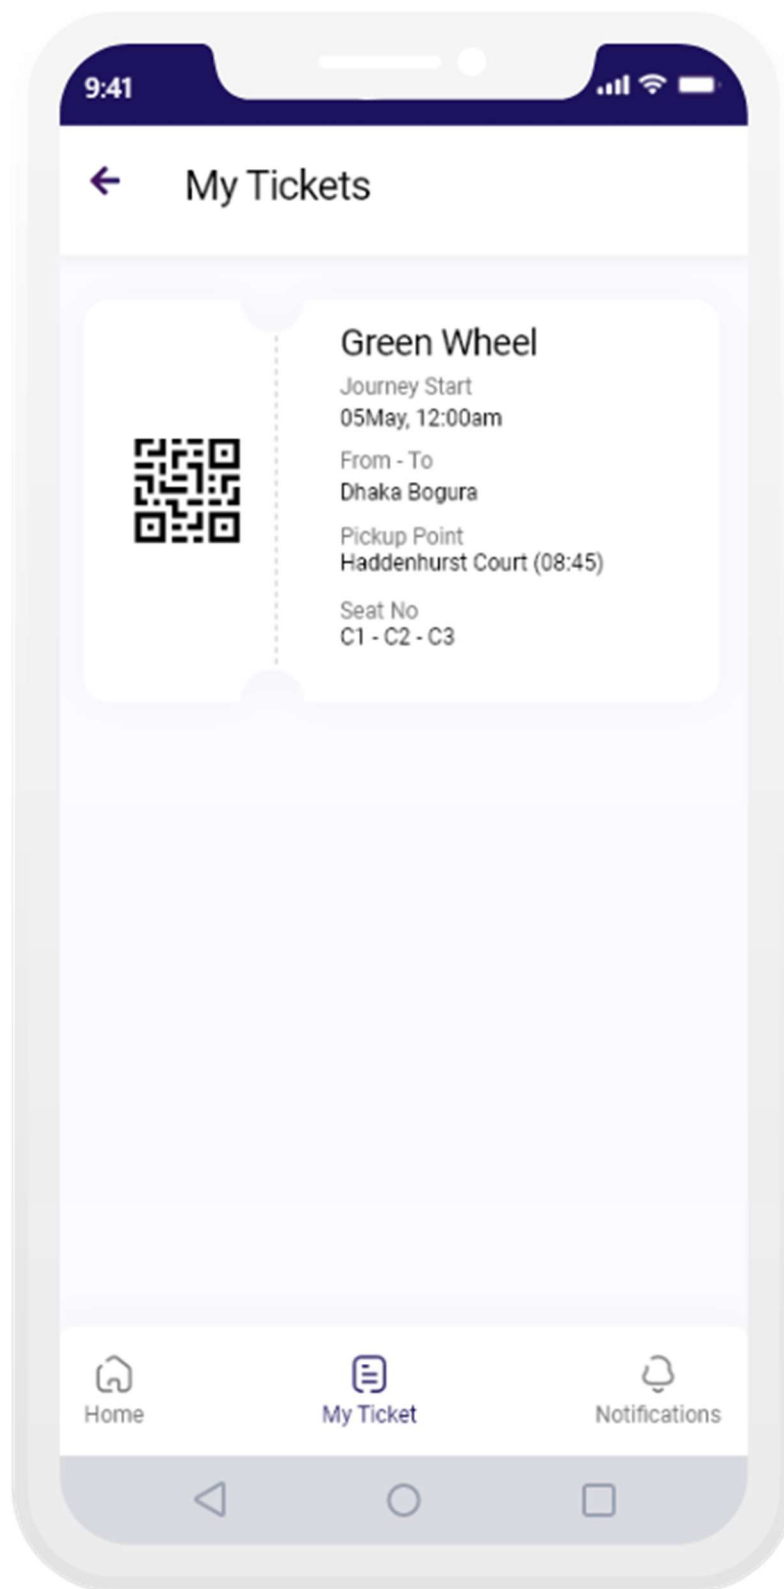 9:41
My Tickets
Green Wheel
Journey Start
05May, 12:00am
From - To
Dhaka Bogura
Pickup Point
Haddenhurst Court (08:45)
Seat No
C1 - C2 - C3
Home
My Ticket
Notifications